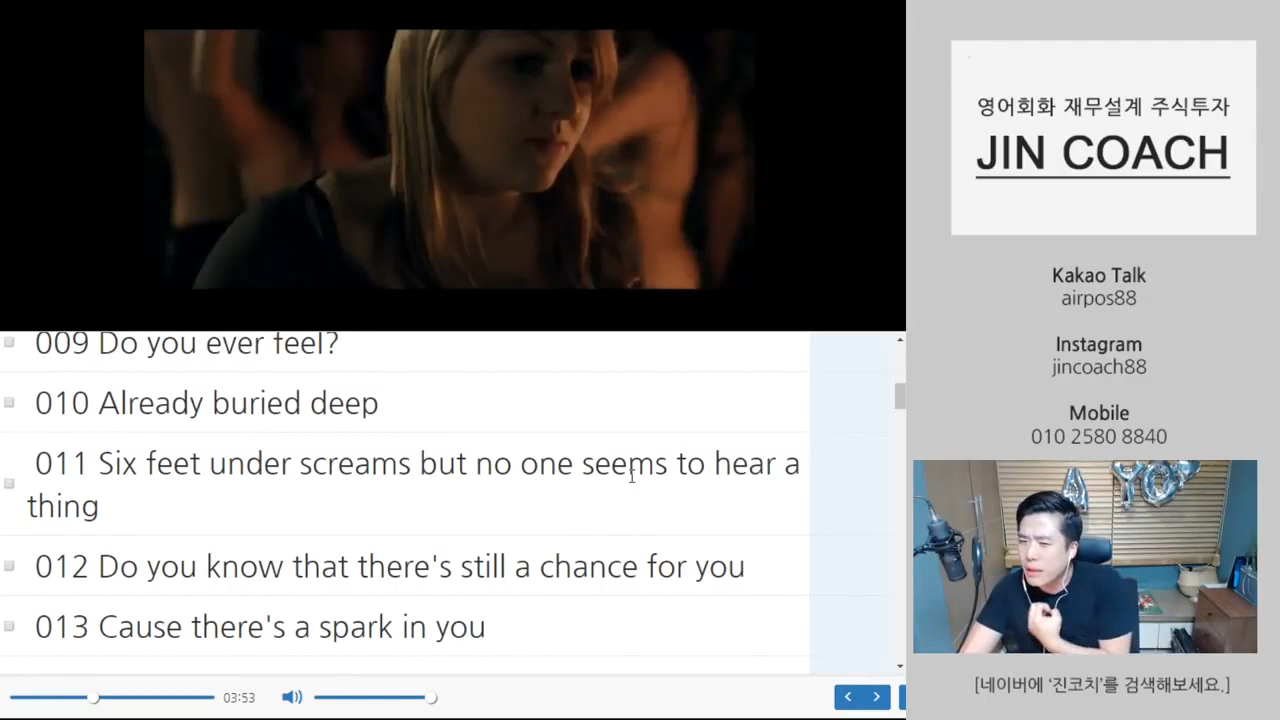 영어회화 재무설계 주식투자
JIN COACH
Kakao Talk
airpos88
Instagram
jincoach88
Mobile
010 2580 8840
[네이버에 '진코치'를 검색해보세요.]
009 Do you ever feel?
010 Already buried deep
011 Six feet under screams but no one seems to hear a
thing
012 Do you know that there's still a chance for you
013 Cause there's a spark in you
03:53
A YO